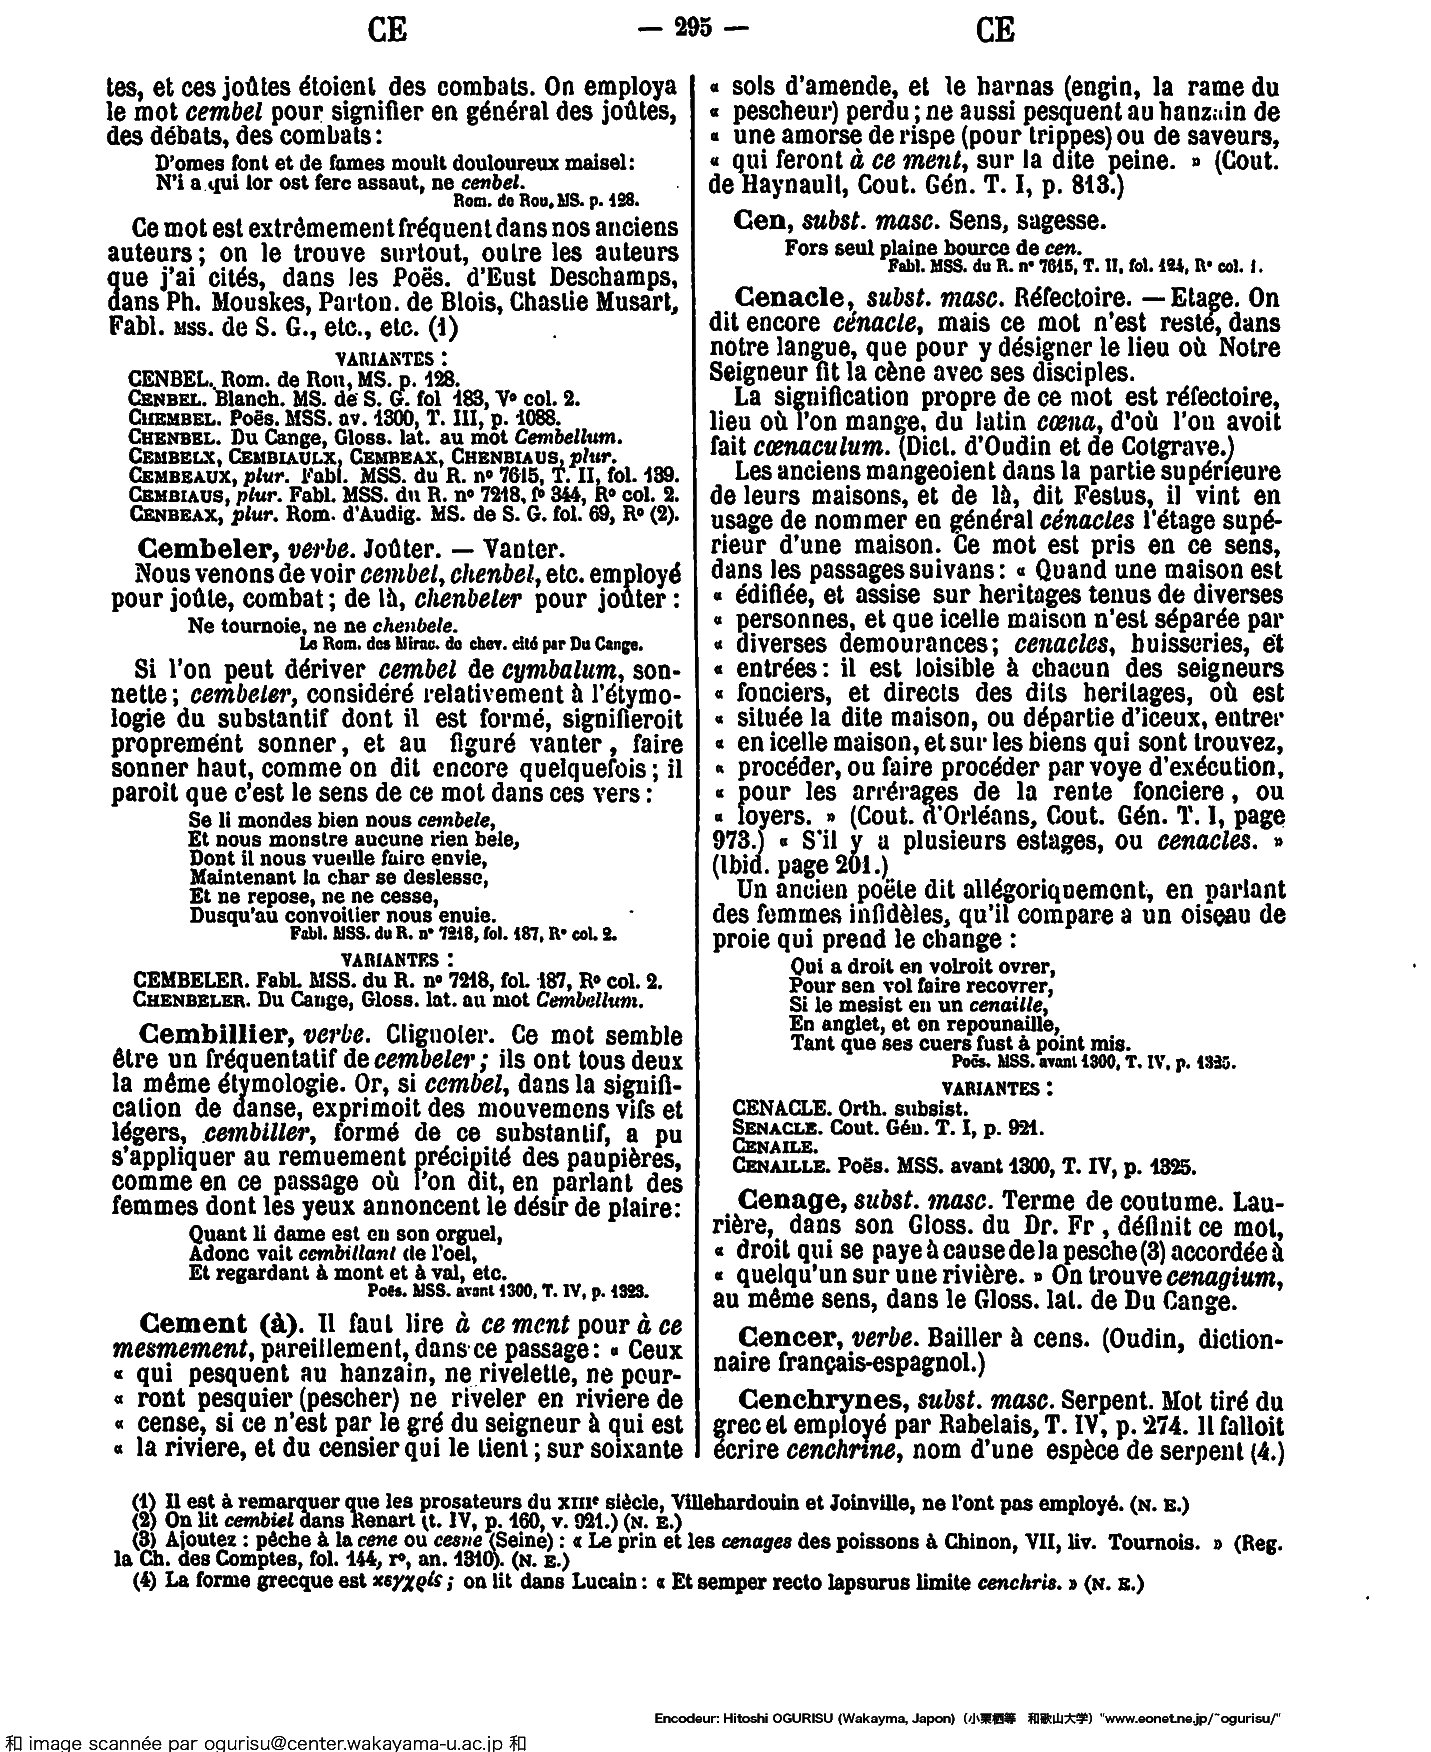 CE — 295 — CE
tes, et ces joûtes étoient des combats. On employa
le mot cembel pour signifier en général des joûtes,
des débats, des combats :
D'omes font et de fames moult douloureux maisel :
N'i a qui lor ost fere assaut, ne cenbel.
Rom. de Rou, MS. p. 128.
Ce mot est extrêmement fréquent dans nos anciens
auteurs ; on le trouve surtout, outre les auteurs
que j'ai cités, dans les Poës. d'Eust Deschamps,
dans Ph. Mouskes, Parton. de Blois, Chastie Musart,
Fabl. MSS. de S. G., etc., etc. (1)
VARIANTES :
CENBEL. Rom. de Rou, MS. p. 128.
CENBEL. Blanch. MS. de S. G. fol 183, V° col. 2.
CHEMBEL. Poës. MSS. av. 1300, T. III, p. 1088.
CHENBEL. Du Cange, Gloss. lat. au mot Cembellum.
CEMBELX, CEMBIAULX, CEMBEAX, CHENBIAUS, plur.
CEMBEAUX, plur. Fabl. MSS. du R. n° 7615, T. II, fol. 139.
CEMBIAUS, plur. Fabl. MSS. du R. n° 7218, f° 344, R° col. 2.
CENBEAX, plur. Rom. d'Audig. MS. de S. G. fol. 69, R° (2).
Cembeler, verbe. Joûter. — Vanter.
Nous venons de voir cembel, chenbel, etc. employé
pour joûte, combat ; de là, chenbeler pour joûter :
Ne tournoie, ne ne chenbele.
Le Rom. des Mirac. de chev. cité par Du Cange.
Si l'on peut dériver cembel de cymbalum, son-
nette ; cembeler, considéré relativement à l'étymo-
logie du substantif dont il est formé, signifieroit
proprement sonner, et au figuré vanter, faire
sonner haut, comme on dit encore quelquefois ; il
paroit que c'est le sens de ce mot dans ces vers :
Se li mondes bien nous cembele,
Et nous monstre aucune rien bele,
Dont il nous vueille faire envie,
Maintenant la char se deslesse,
Et ne repose, ne ne cesse,
Dusqu'au convoitier nous enuie.
Fabl. MSS. du R. n° 7218, fol. 187, R° col. 2.
VARIANTES :
CEMBELER. Fabl. MSS. du R. n° 7218, fol. 187, R° col. 2.
CHENBELER. Du Cange, Gloss. lat. au mot Cembellum.
Cembillier, verbe. Clignoter. Ce mot semble
être un fréquentatif de cembeler ; ils ont tous deux
la même étymologie. Or, si cembel, dans la signifi-
cation de danse, exprimoit des mouvemens vifs et
légers, cembiller, formé de ce substantif, a pu
s'appliquer au remuement précipité des paupières,
comme en ce passage où l'on dit, en parlant des
femmes dont les yeux annoncent le désir de plaire :
Quant li dame est en son orguel,
Adonc vait cembillant de l'oel,
Et regardant à mont et à val, etc.
Poës. MSS. avant 1300, T. IV, p. 1323.
Cement (à). Il faut lire à ce ment pour à ce
mesmement, pareillement, dans ce passage : « Ceux
« qui pesquent au hanzain, ne rivelette, ne pour-
« ront pesquier (pescher) ne riveler en riviere de
« cense, si ce n'est par le gré du seigneur à qui est
« la riviere, et du censier qui le tient ; sur soixante
« sols d'amende, et le harnas (engin, la rame du
« pescheur) perdu ; ne aussi pesquent au hanzain de
« une amorse de rispe (pour trippes) ou de saveurs,
« qui feront à ce ment, sur la dite peine. » (Cout.
de Haynault, Cout. Gén. T. I, p. 813.)
Cen, subst. masc. Sens, sagesse.
Fors seul plaine bource de cen.
Fabl. MSS. du R. n° 7615, T. II, fol. 124, R° col. 1.
Cenacle, subst. masc. Réfectoire. — Etage. On
dit encore cénacle, mais ce mot n'est resté, dans
notre langue, que pour y désigner le lieu où Notre
Seigneur fit la cène avec ses disciples.
La signification propre de ce mot est réfectoire,
lieu où l'on mange, du latin cœna, d'où l'on avoit
fait cœnaculum. (Dict. d'Oudin et de Cotgrave.)
Les anciens mangeoient dans la partie supérieure
de leurs maisons, et de là, dit Festus, il vint en
usage de nommer en général cénacles l'étage supé-
rieur d'une maison. Ce mot est pris en ce sens,
dans les passages suivans : « Quand une maison est
« édifiée, et assise sur heritages tenus de diverses
« personnes, et que icelle maison n'est séparée par
« diverses demourances ; cenacles, huisseries, et
« entrées : il est loisible à chacun des seigneurs
« fonciers, et directs des dits heritages, où est
« située la dite maison, ou départie d'iceux, entrer
« en icelle maison, et sur les biens qui sont trouvez,
« procéder, ou faire procéder par voye d'exécution,
« pour les arrérages de la rente fonciere, ou
« loyers. » (Cout. d'Orléans, Cout. Gén. T. I, page
973.) « S'il y a plusieurs estages, ou cenacles. »
(Ibid. page 201.)
Un ancien poëte dit allégoriquement, en parlant
des femmes infidèles, qu'il compare a un oiseau de
proie qui prend le change :
Qui a droit en volroit ovrer,
Pour sen vol faire recovrer,
Si le mesist en un cenaille,
En anglet, et en repounaille,
Tant que ses cuers fust à point mis.
Poës. MSS. avant 1300, T. IV, p. 1325.
VARIANTES :
CENACLE. Orth. subsist.
SENACLE. Cout. Gén. T. I, p. 921.
CENAILE.
CENAILLE. Poës. MSS. avant 1300, T. IV, p. 1325.
Cenage, subst. masc. Terme de coutume. Lau-
rière, dans son Gloss. du Dr. Fr, définit ce mot,
« droit qui se paye à cause de la pesche (3) accordée à
« quelqu'un sur une rivière. » On trouve cenagium,
au même sens, dans le Gloss. lat. de Du Cange.
Cencer, verbe. Bailler à cens. (Oudin, diction-
naire français-espagnol.)
Cenchrynes, subst. masc. Serpent. Mot tiré du
grec et employé par Rabelais, T. IV, p. 274. Il falloit
écrire cenchrine, nom d'une espèce de serpent (4.)
(1) Il est à remarquer que les prosateurs du XIIIe siècle, Villehardouin et Joinville, ne l'ont pas employé. (N. E.)
(2) On lit cembiel dans Renart (t. IV, p. 160, v. 921.) (N. E.)
(3) Ajoutez : pêche à la cene ou cesne (Seine) : « Le prin et les cenages des poissons à Chinon, VII, liv. Tournois. » (Reg.
la Ch. des Comptes, fol. 144, r°, an. 1310). (N. E.)
(4) La forme grecque est κεγχρίς ; on lit dans Lucain : « Et semper recto lapsurus limite cenchris. » (N. E.)
Encodeur: Hitoshi OGURISU (Wakayma, Japon) (小栗栖等 和歌山大学) "www.eonet.ne.jp/~ogurisu/"
和 image scannée par ogurisu@center.wakayama-u.ac.jp 和